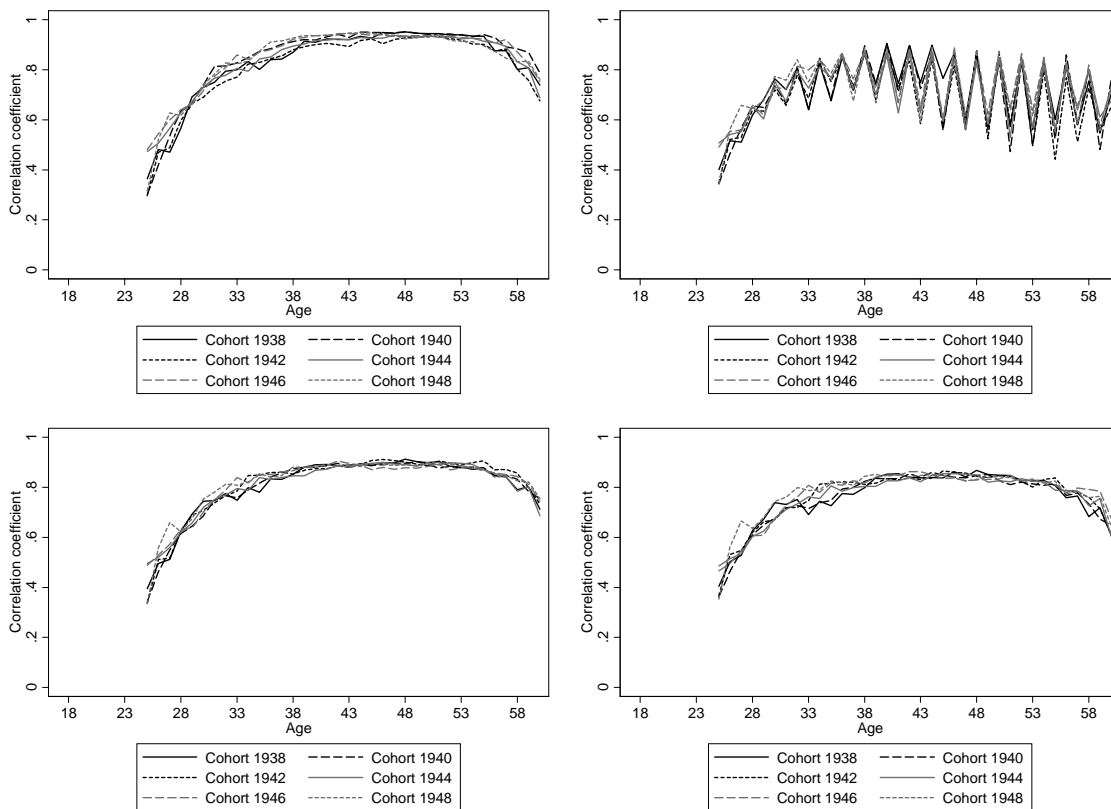 Correlation coefficient
1
.8
.6
.4
.2
0
18 23 28 33 38 43 48 53 58
Age
Cohort 1938 Cohort 1940
Cohort 1942 Cohort 1944
Cohort 1946 Cohort 1948
Correlation coefficient
1
.8
.6
.4
.2
0
18 23 28 33 38 43 48 53 58
Age
Cohort 1938 Cohort 1940
Cohort 1942 Cohort 1944
Cohort 1946 Cohort 1948
Correlation coefficient
1
.8
.6
.4
.2
0
18 23 28 33 38 43 48 53 58
Age
Cohort 1938 Cohort 1940
Cohort 1942 Cohort 1944
Cohort 1946 Cohort 1948
Correlation coefficient
1
.8
.6
.4
.2
0
18 23 28 33 38 43 48 53 58
Age
Cohort 1938 Cohort 1940
Cohort 1942 Cohort 1944
Cohort 1946 Cohort 1948